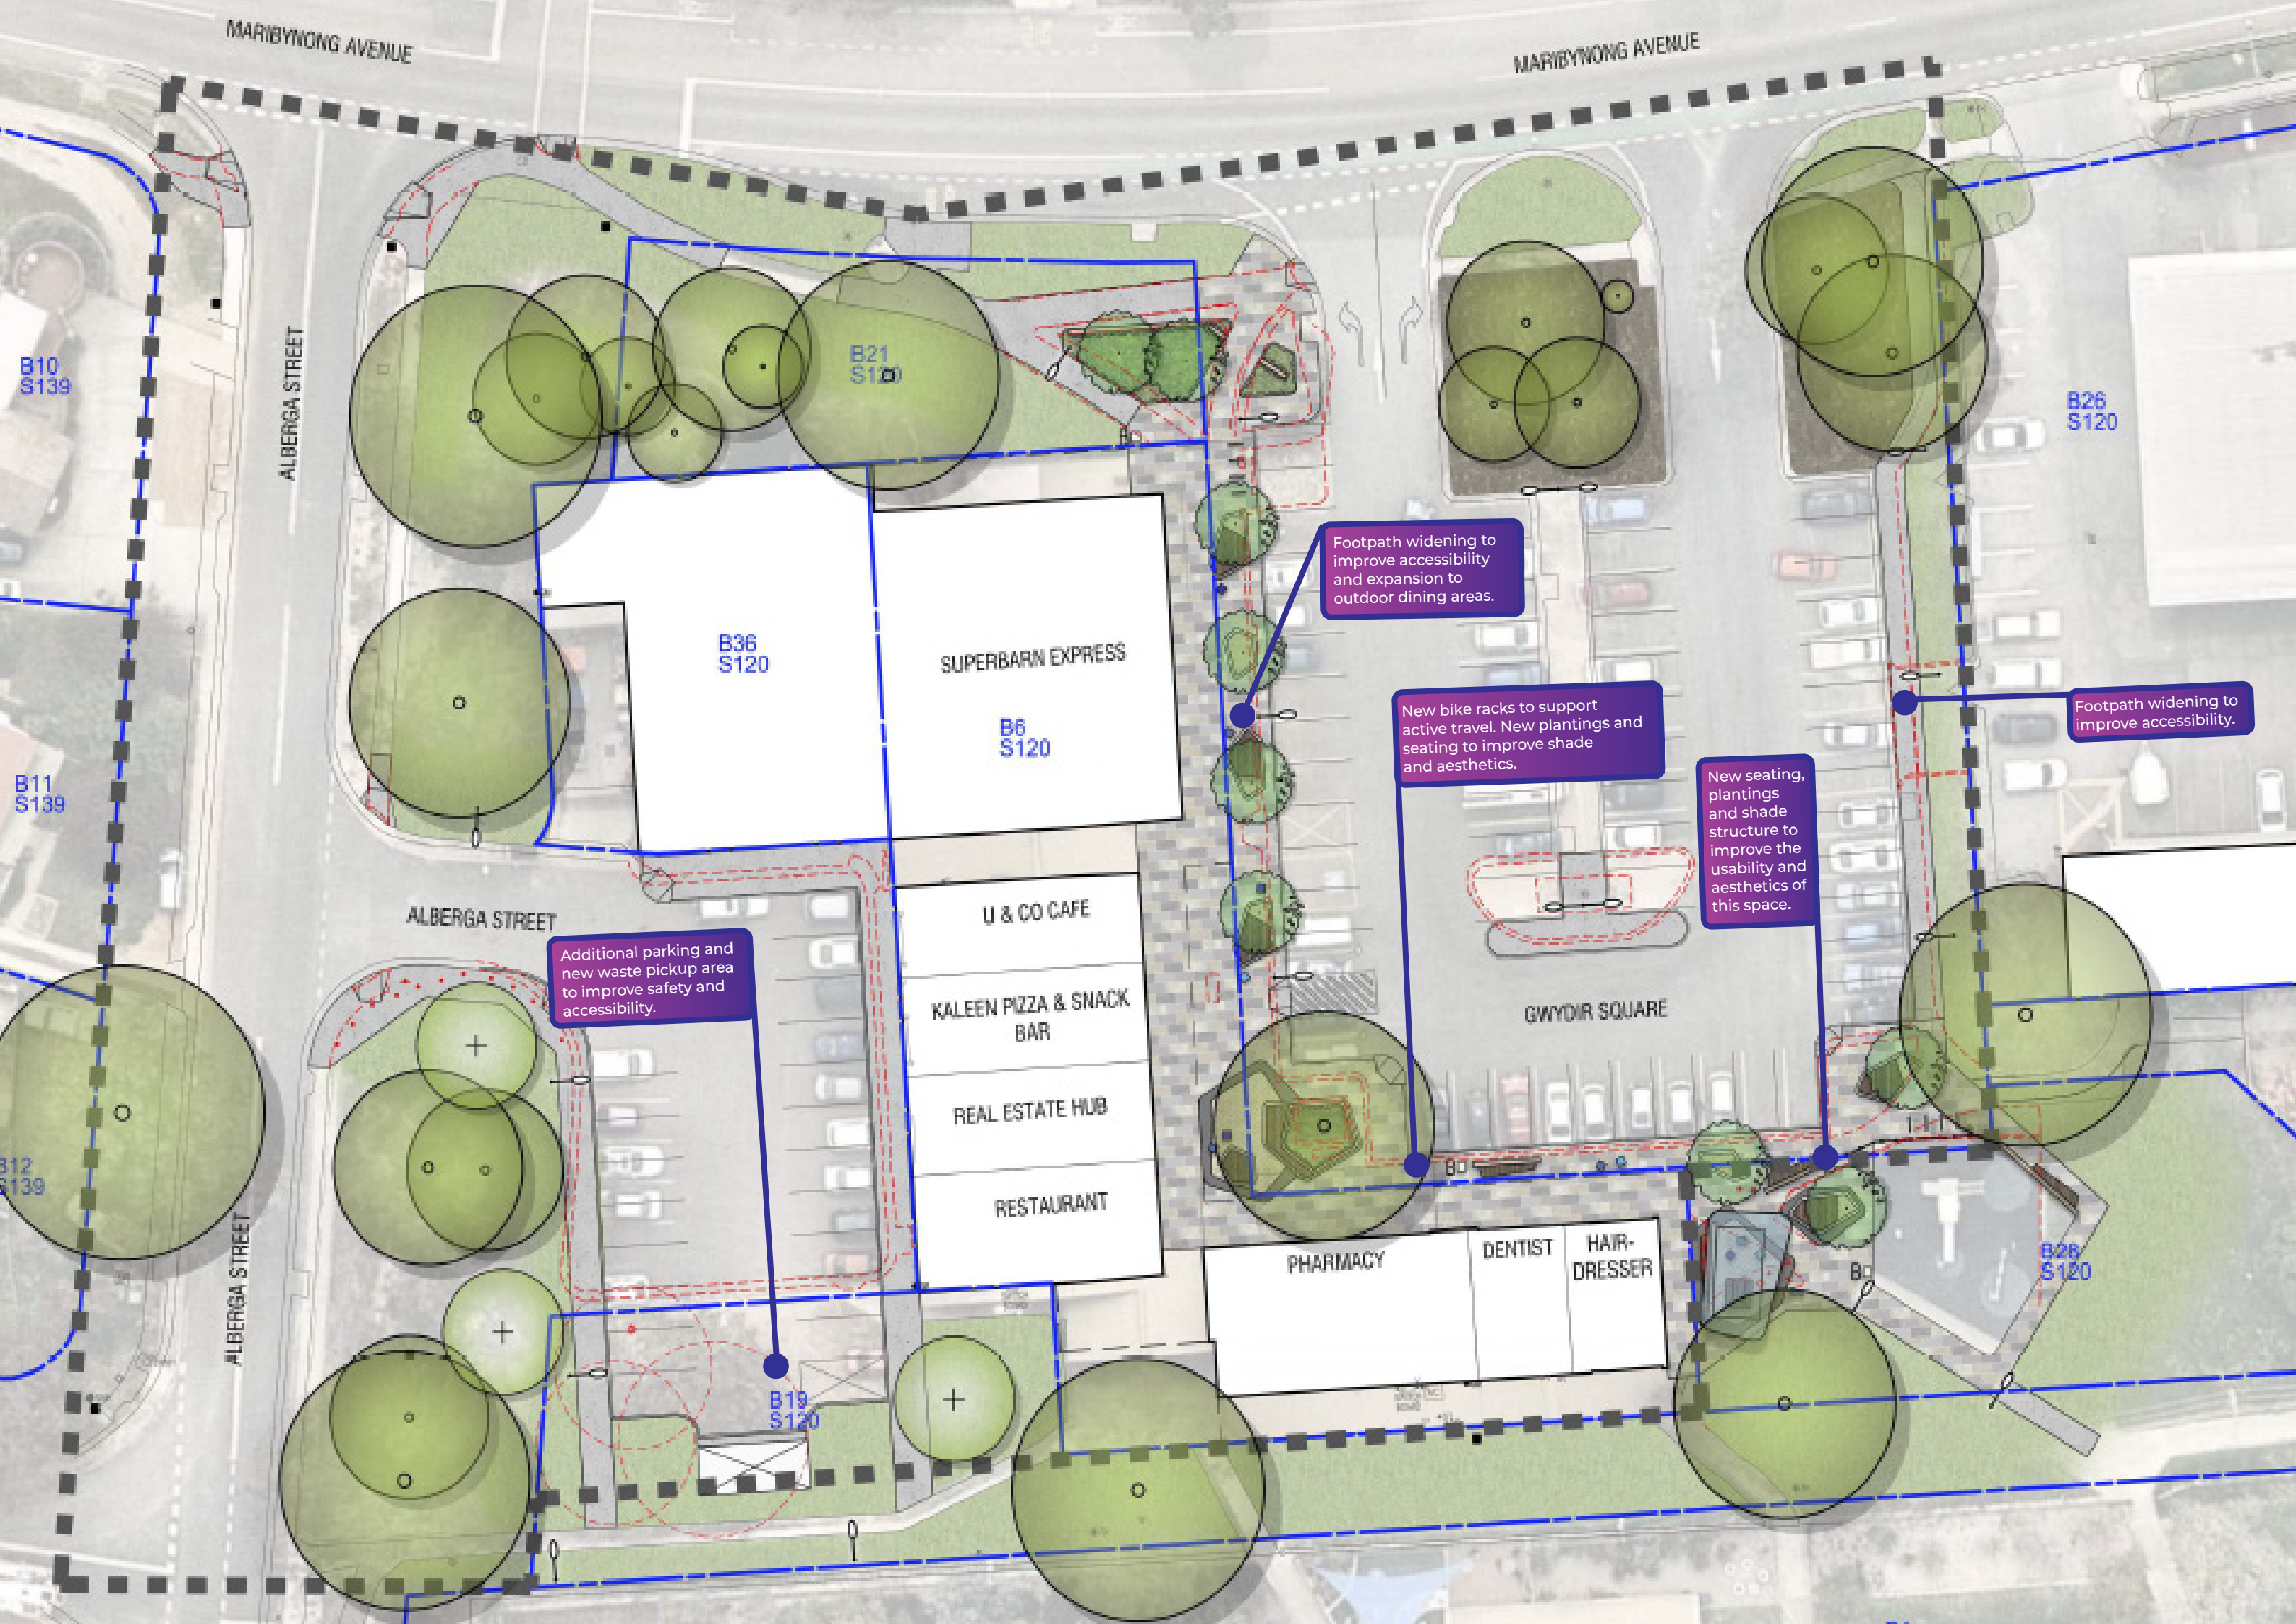 MARIBYNONG AVENUE
MARIBYNONG AVENUE
B10
S139
ALBERGA STREET
B21
S120
B26
S120
Footpath widening to
improve accessibility
and expansion to
outdoor dining areas.
B36
S120
SUPERBARN EXPRESS
B6
S120
New bike racks to support
active travel. New plantings and
seating to improve shade
and aesthetics.
Footpath widening to
improve accessibility.
New seating,
plantings
and shade
structure to
improve the
usability and
aesthetics of
this space.
B11
S139
ALBERGA STREET
U & CO CAFE
Additional parking and
new waste pickup area
to improve safety and
accessibility.
KALEEN PIZZA & SNACK
BAR
GWYDIR SQUARE
REAL ESTATE HUB
B12
S139
RESTAURANT
ALBERGA STREET
PHARMACY
DENTIST
HAIR-
DRESSER
B
B
B
B28
S120
B19
S120